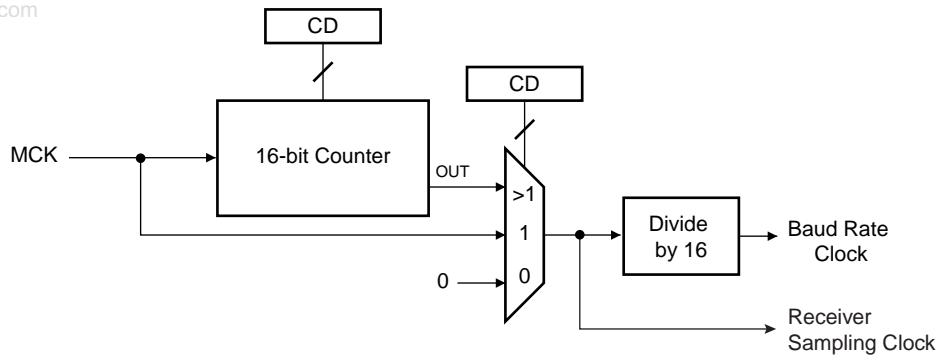 com
CD
CD
MCK
16-bit Counter
OUT
>1
1
0
0
Divide
by 16
Baud Rate
Clock
Receiver
Sampling Clock